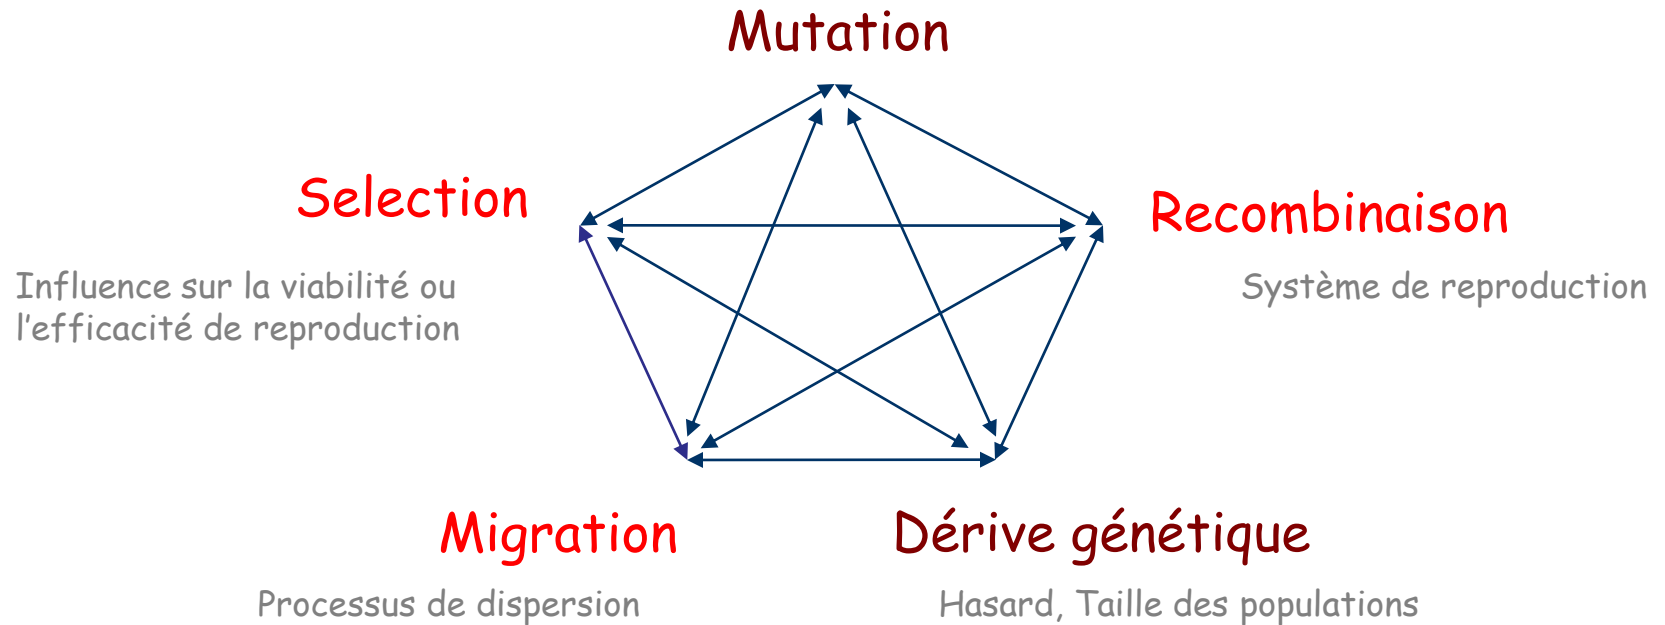 Mutation
Selection
Recombinaison
Influence sur la viabilité ou
l’efficacité de reproduction
Système de reproduction
Migration
Dérive génétique
Processus de dispersion
Hasard, Taille des populations